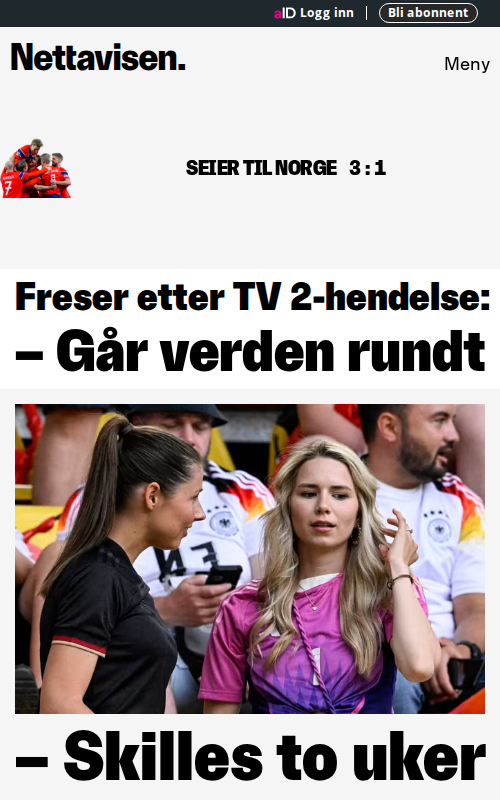 aID Logg inn
Bli abonnent
Nettavisen.
Meny
7
SEIER TIL NORGE 3:1
Freser etter TV 2-hendelse:
– Går verden rundt
– Skilles to uker